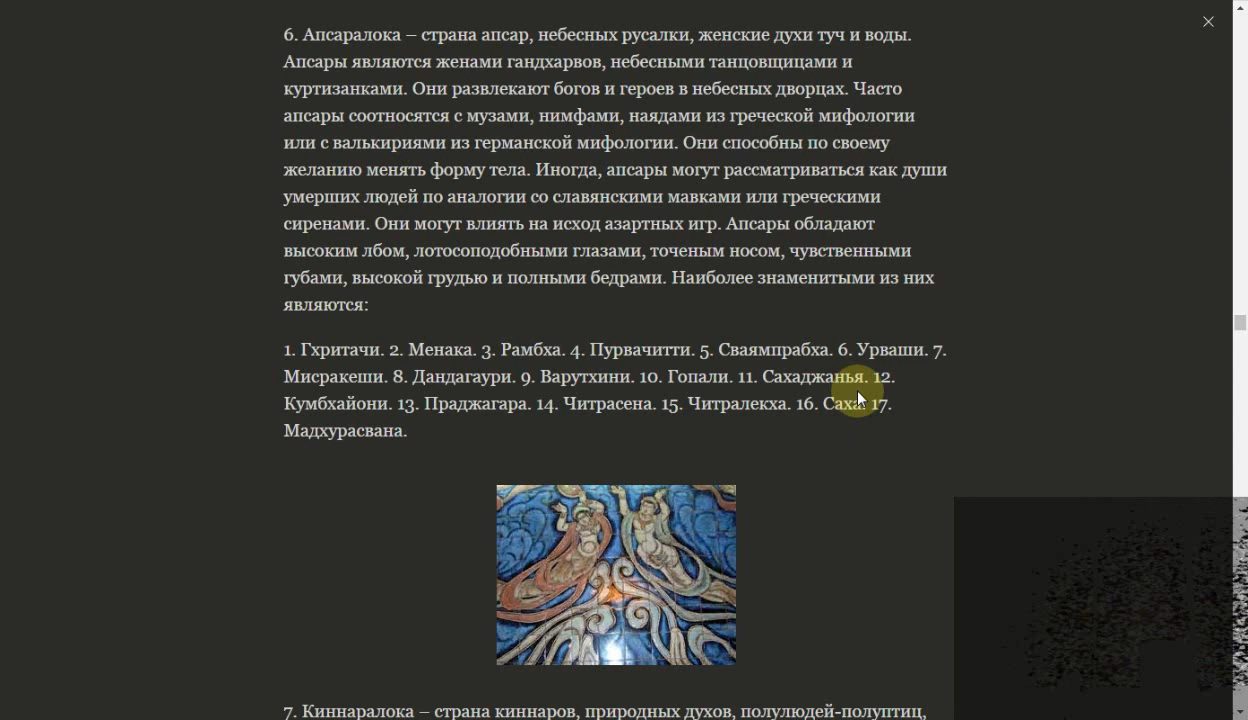 6. Апсаралока – страна апсар, небесных русалки, женские духи туч и воды.
Апсары являются женами гандхарвов, небесными танцовщицами и
куртизанками. Они развлекают богов и героев в небесных дворцах. Часто
апсары соотносятся с музами, нимфами, наядами из греческой мифологии
или с валькириями из германской мифологии. Они способны по своему
желанию менять форму тела. Иногда, апсары могут рассматриваться как души
умерших людей по аналогии со славянскими мавками или греческими
сиренами. Они могут влиять на исход азартных игр. Апсары обладают
высоким лбом, лотосоподобными глазами, точеным носом, чувственными
губами, высокой грудью и полными бедрами. Наиболее знаменитыми из них
являются:
1. Гхритачи. 2. Менака. 3. Рамбха. 4. Пурвачитти. 5. Сваямпрабха. 6. Урваши. 7.
Мисракеши. 8. Дандагаури. 9. Варутхини. 10. Гопали. 11. Сахаджанья. 12.
Кумбхайони. 13. Праджагара. 14. Читрасена. 15. Читралекха. 16. Саха. 17.
Мадхурасвана.
7. Киннаралока – страна киннаров, природных духов, полулюдей-полуптиц,